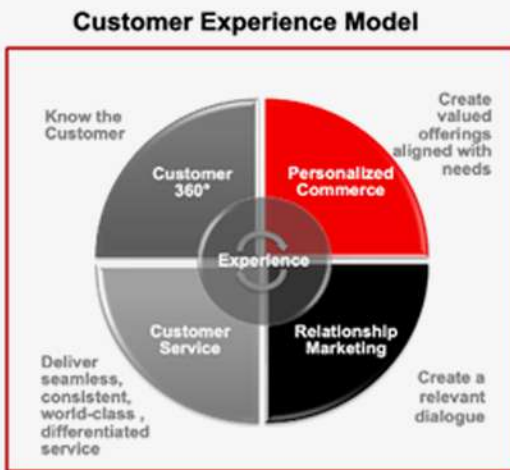 Customer Experience Model
Know the
Customer
Create
valued
offerings
aligned with
needs
Customer
360°
Personalized
Commerce
Experience
Customer
Service
Relationship
Marketing
Deliver
seamless,
consistent,
world-class ,
differentiated
service
Create a
relevant
dialogue